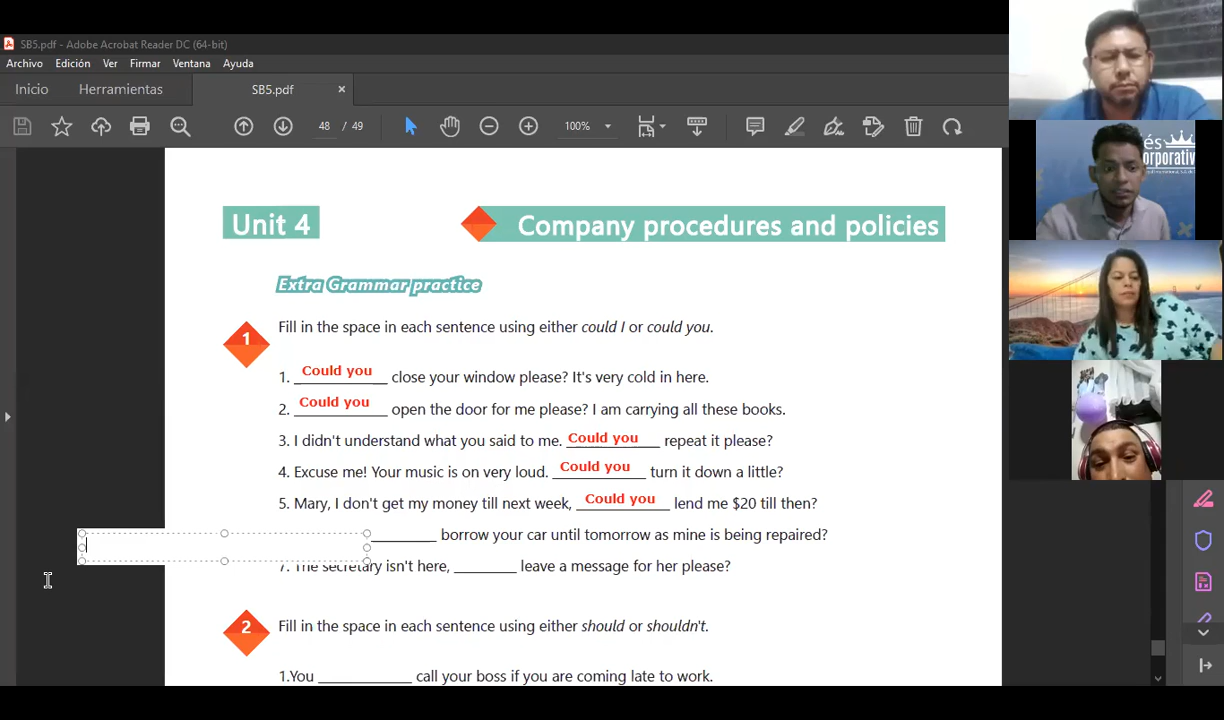 SB5.pdf - Adobe Acrobat Reader DC (64-bit)
Archivo Edición Ver Firmar Ventana Ayuda
Inicio Herramientas SB5.pdf ×
48 / 49 100%
Unit 4 Company procedures and policies
Extra Grammar practice
1 Fill in the space in each sentence using either could I or could you.
1. Could you close your window please? It's very cold in here.
2. Could you open the door for me please? I am carrying all these books.
3. I didn't understand what you said to me. Could you repeat it please?
4. Excuse me! Your music is on very loud. Could you turn it down a little?
5. Mary, I don't get my money till next week, Could you lend me $20 till then?
________ borrow your car until tomorrow as mine is being repaired?
7. The secretary isn't here, ________ leave a message for her please?
2 Fill in the space in each sentence using either should or shouldn't.
1.You ____________ call your boss if you are coming late to work.